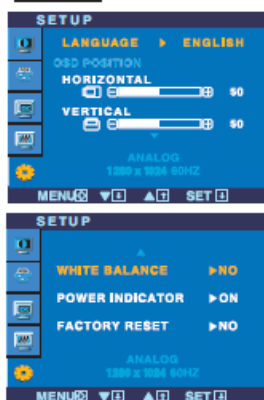 SETUP
LANGUAGE ▶ ENGLISH
OSD POSITION
HORIZONTAL
50
VERTICAL
50
ANALOG
1280 x 1024 60HZ
MENU ▼ ▲ SET
SETUP
WHITE BALANCE ▶NO
POWER INDICATOR ▶ON
FACTORY RESET ▶NO
ANALOG
1280 x 1024 60HZ
MENU ▼ ▲ SET